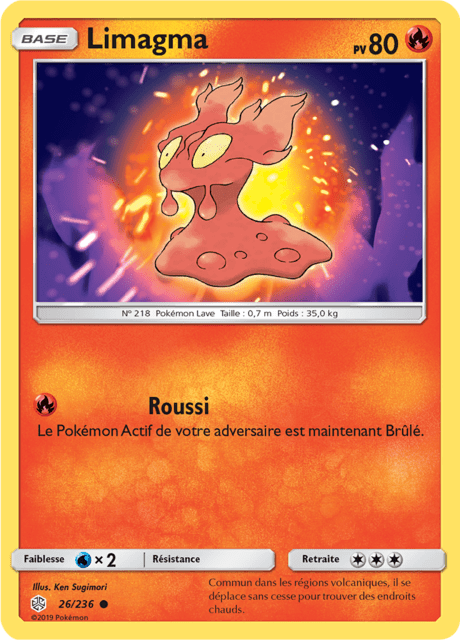 BASE Limagma PV 80
N° 218 Pokémon Lave Taille : 0,7 m Poids : 35,0 kg
Roussi
Le Pokémon Actif de votre adversaire est maintenant Brûlé.
Faiblesse × 2 Résistance Retraite
Illus. Ken Sugimori
26/236
©2019 Pokémon
Commun dans les régions volcaniques, il se
déplace sans cesse pour trouver des endroits
chauds.